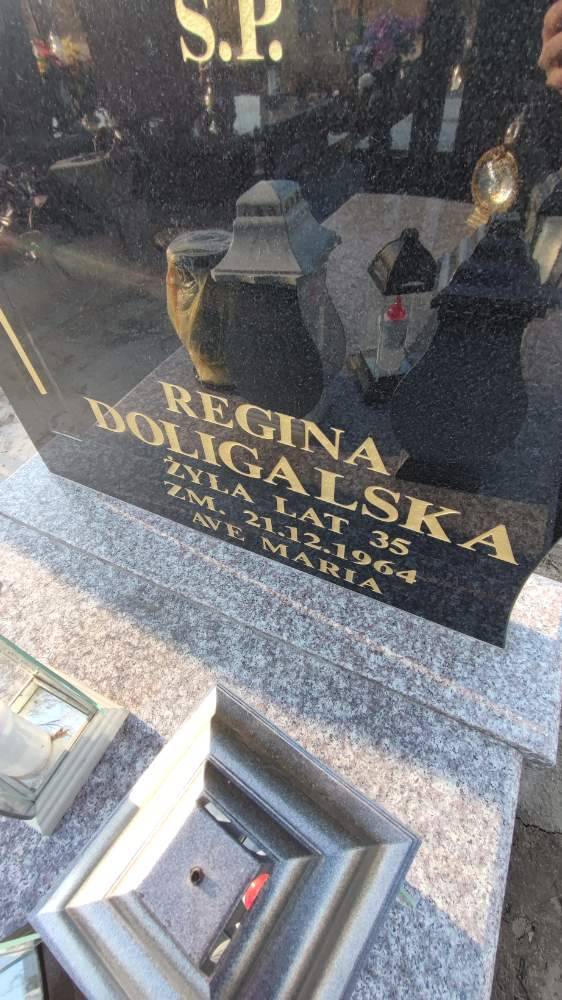 S.P.
REGINA
DOLIGALSKA
ŻYŁA LAT 35
ZM. 21.12.1964
AVE MARIA